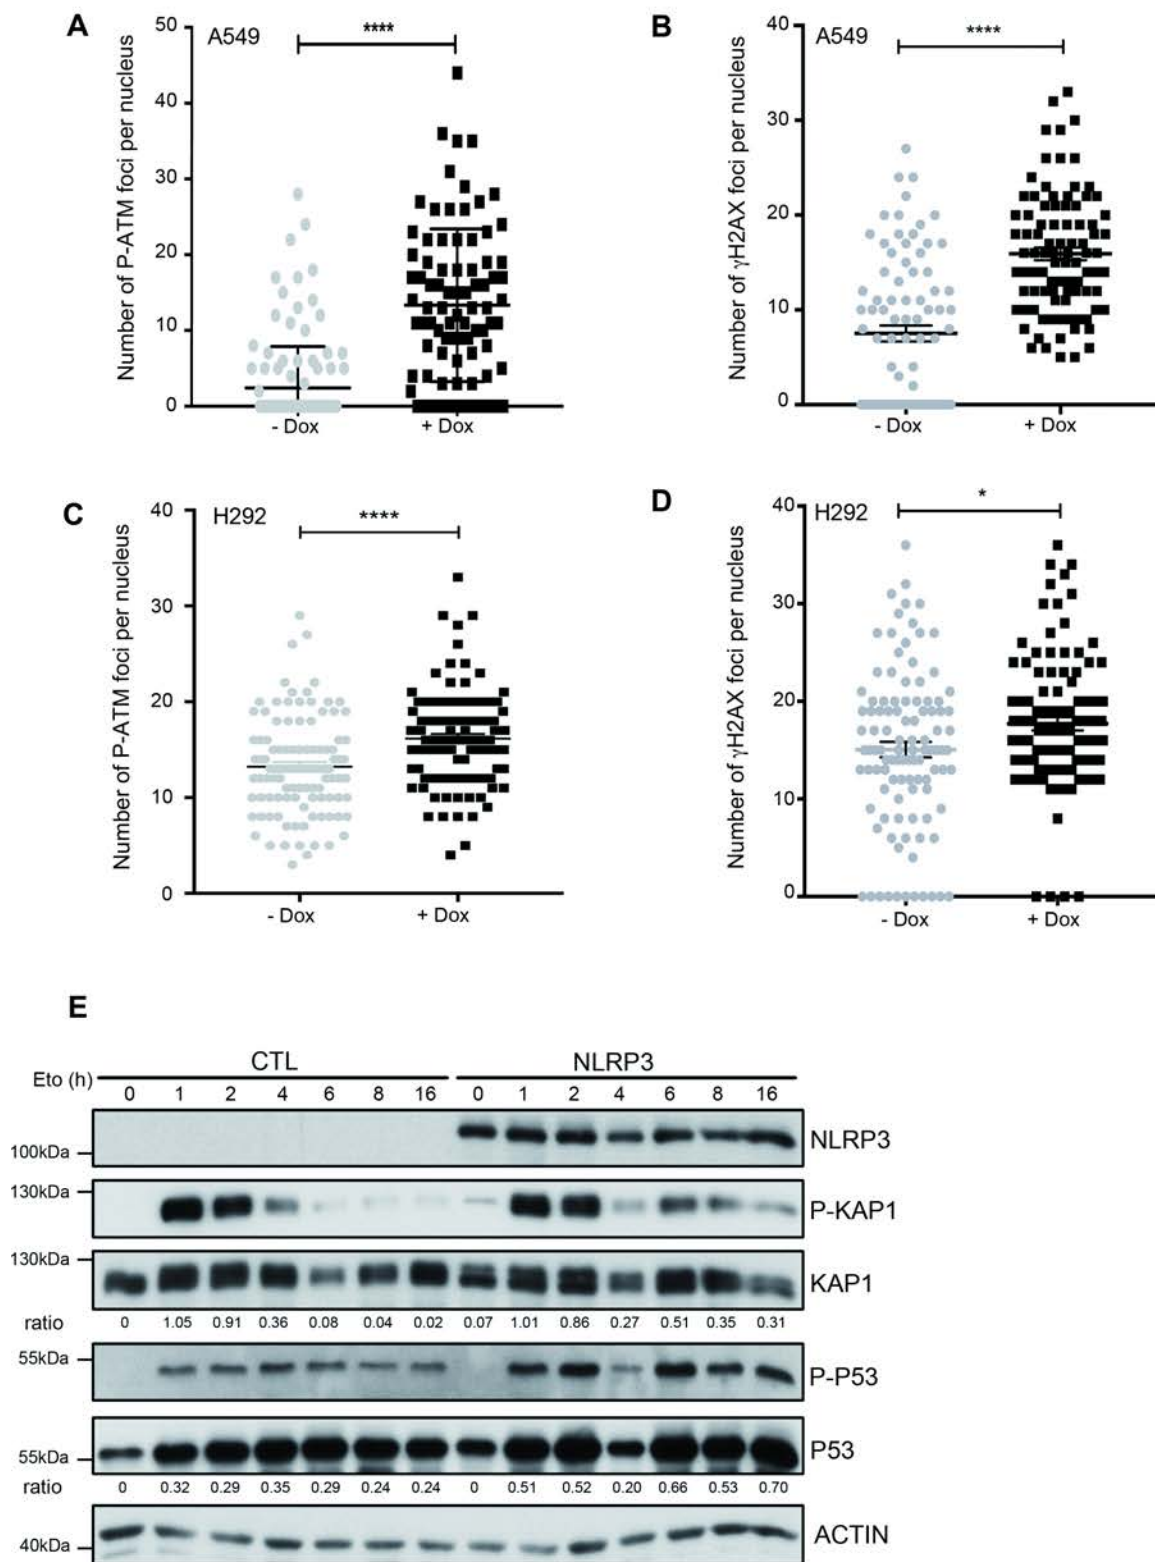 A
A549
****
Number of P-ATM foci per nucleus
50
40
30
20
10
0
- Dox
+ Dox
B
A549
****
Number of γH2AX foci per nucleus
40
30
20
10
0
- Dox
+ Dox
C
H292
****
Number of P-ATM foci per nucleus
40
30
20
10
0
- Dox
+ Dox
D
H292
*
Number of γH2AX foci per nucleus
40
30
20
10
0
- Dox
+ Dox
E
CTL NLRP3
Eto (h) 0 1 2 4 6 8 16 0 1 2 4 6 8 16
100kDa NLRP3
130kDa P-KAP1
130kDa KAP1
ratio 0 1.05 0.91 0.36 0.08 0.04 0.02 0.07 1.01 0.86 0.27 0.51 0.35 0.31
55kDa P-P53
55kDa P53
ratio 0 0.32 0.29 0.35 0.29 0.24 0.24 0 0.51 0.52 0.20 0.66 0.53 0.70
40kDa ACTIN